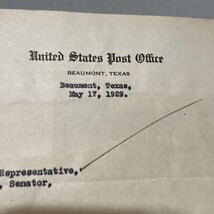 United States Post Office
BEAUMONT, TEXAS
Beaumont, Texas,
May 17, 1929.
Representative,
, Senator,